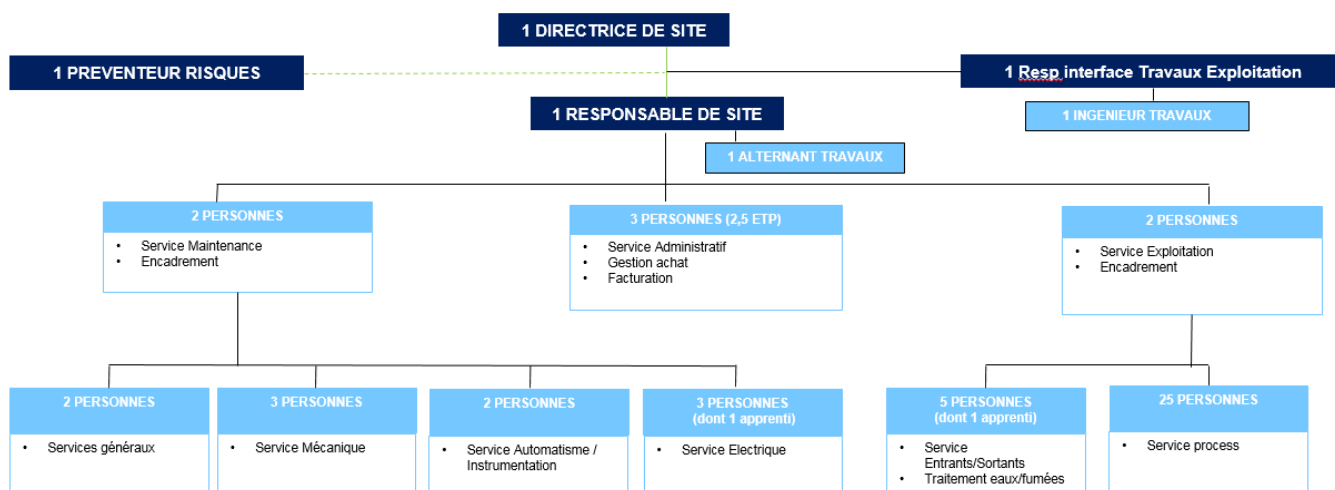 1 DIRECTRICE DE SITE
1 PREVENTEUR RISQUES
1 Resp interface Travaux Exploitation
1 RESPONSABLE DE SITE
1 INGENIEUR TRAVAUX
1 ALTERNANT TRAVAUX
2 PERSONNES
• Service Maintenance
• Encadrement
3 PERSONNES (2,5 ETP)
• Service Administratif
• Gestion achat
• Facturation
2 PERSONNES
• Service Exploitation
• Encadrement
2 PERSONNES
• Services généraux
3 PERSONNES
• Service Mécanique
2 PERSONNES
• Service Automatisme /
Instrumentation
3 PERSONNES
(dont 1 apprenti)
• Service Electrique
5 PERSONNES
(dont 1 apprenti)
• Service
Entrants/Sortants
• Traitement eaux/fumées
25 PERSONNES
• Service process